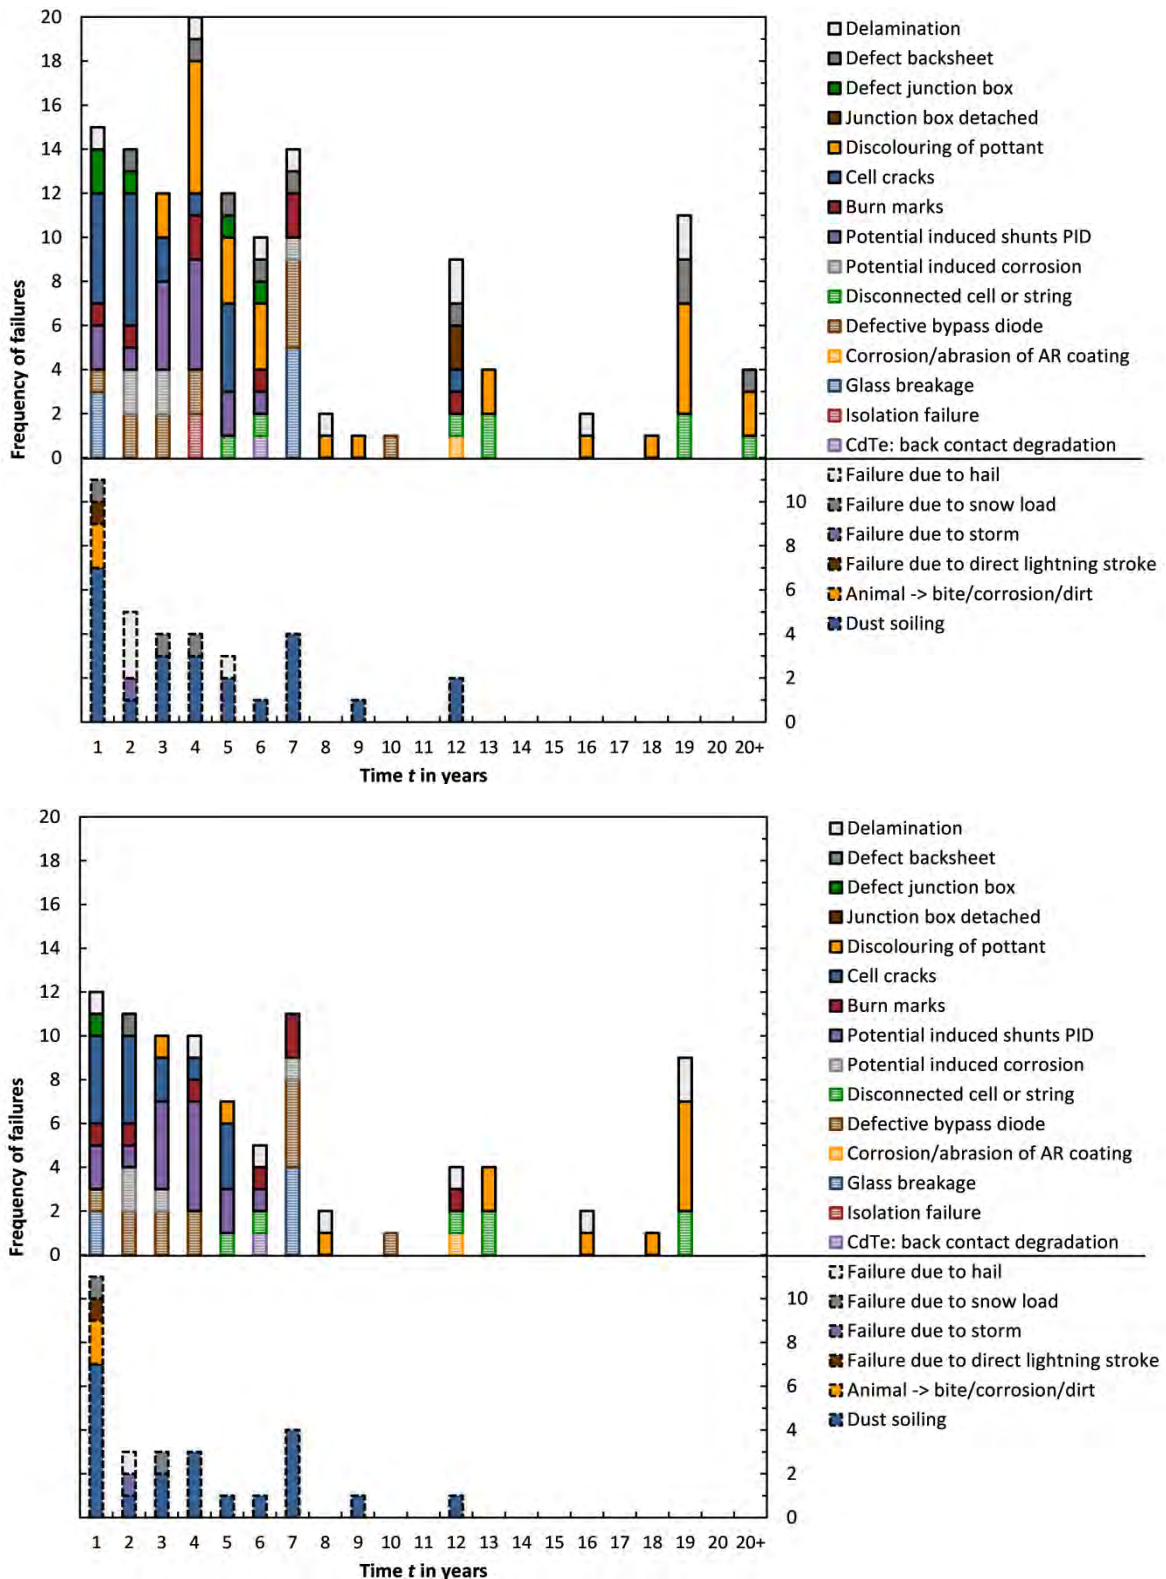 20
18
16
14
12
10
8
6
4
2
0
Frequency of failures
Delamination
Defect backsheet
Defect junction box
Junction box detached
Discolouring of pottant
Cell cracks
Burn marks
Potential induced shunts PID
Potential induced corrosion
Disconnected cell or string
Defective bypass diode
Corrosion/abrasion of AR coating
Glass breakage
Isolation failure
CdTe: back contact degradation
10
8
6
4
2
0
Failure due to hail
Failure due to snow load
Failure due to storm
Failure due to direct lightning stroke
Animal -> bite/corrosion/dirt
Dust soiling
1 2 3 4 5 6 7 8 9 10 11 12 13 14 15 16 17 18 19 20 20+
Time t in years
20
18
16
14
12
10
8
6
4
2
0
Frequency of failures
Delamination
Defect backsheet
Defect junction box
Junction box detached
Discolouring of pottant
Cell cracks
Burn marks
Potential induced shunts PID
Potential induced corrosion
Disconnected cell or string
Defective bypass diode
Corrosion/abrasion of AR coating
Glass breakage
Isolation failure
CdTe: back contact degradation
10
8
6
4
2
0
Failure due to hail
Failure due to snow load
Failure due to storm
Failure due to direct lightning stroke
Animal -> bite/corrosion/dirt
Dust soiling
1 2 3 4 5 6 7 8 9 10 11 12 13 14 15 16 17 18 19 20 20+
Time t in years